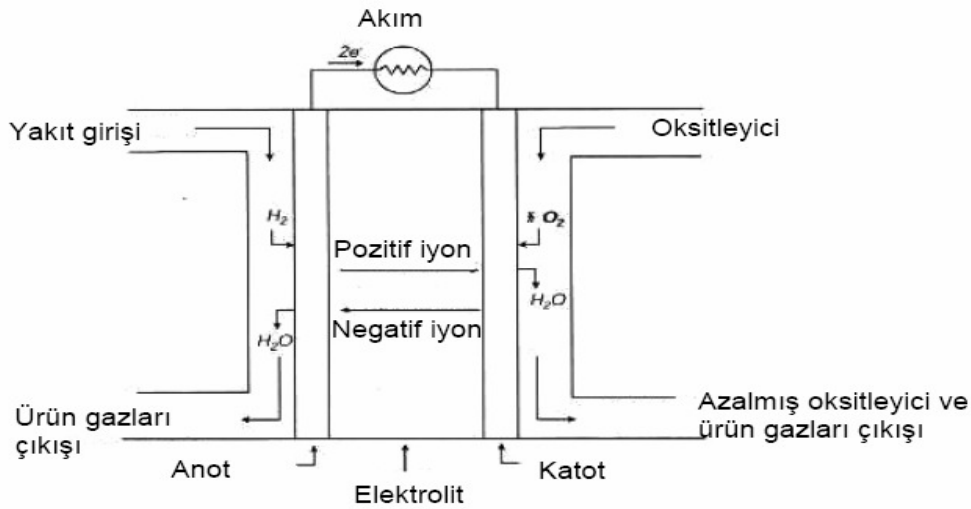 Akım
2e⁻
Yakıt girişi
Oksitleyici
H₂
O₂
Pozitif iyon
H₂O
Negatif iyon
H₂O
Ürün gazları
çıkışı
Azalmış oksitleyici ve
ürün gazları çıkışı
Anot
Katot
Elektrolit